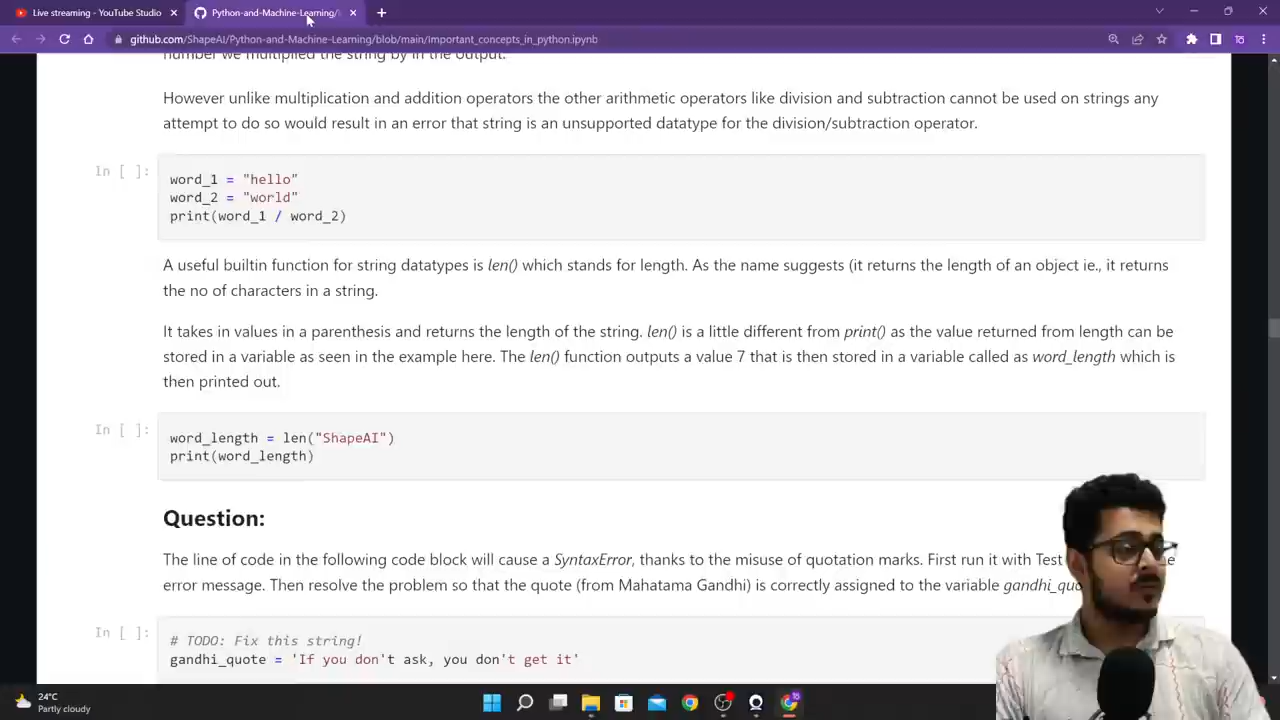 Live streaming - YouTube Studio
Python-and-Machine-Learning/
github.com/ShapeAI/Python-and-Machine-Learning/blob/main/Important_concepts_in_python.ipynb
number we multiplied the string by in the output.
However unlike multiplication and addition operators the other arithmetic operators like division and subtraction cannot be used on strings any
attempt to do so would result in an error that string is an unsupported datatype for the division/subtraction operator.
In [ ]:
word_1 = "hello"
word_2 = "world"
print(word_1 / word_2)
A useful builtin function for string datatypes is len() which stands for length. As the name suggests (it returns the length of an object ie., it returns
the no of characters in a string.
It takes in values in a parenthesis and returns the length of the string. len() is a little different from print() as the value returned from length can be
stored in a variable as seen in the example here. The len() function outputs a value 7 that is then stored in a variable called as word_length which is
then printed out.
In [ ]:
word_length = len("ShapeAI")
print(word_length)
Question:
The line of code in the following code block will cause a SyntaxError, thanks to the misuse of quotation marks. First run it with Test
error message. Then resolve the problem so that the quote (from Mahatama Gandhi) is correctly assigned to the variable
In [ ]:
# TODO: Fix this string!
gandhi_quote = 'If you don't ask, you don't get it'
24°C
Partly cloudy